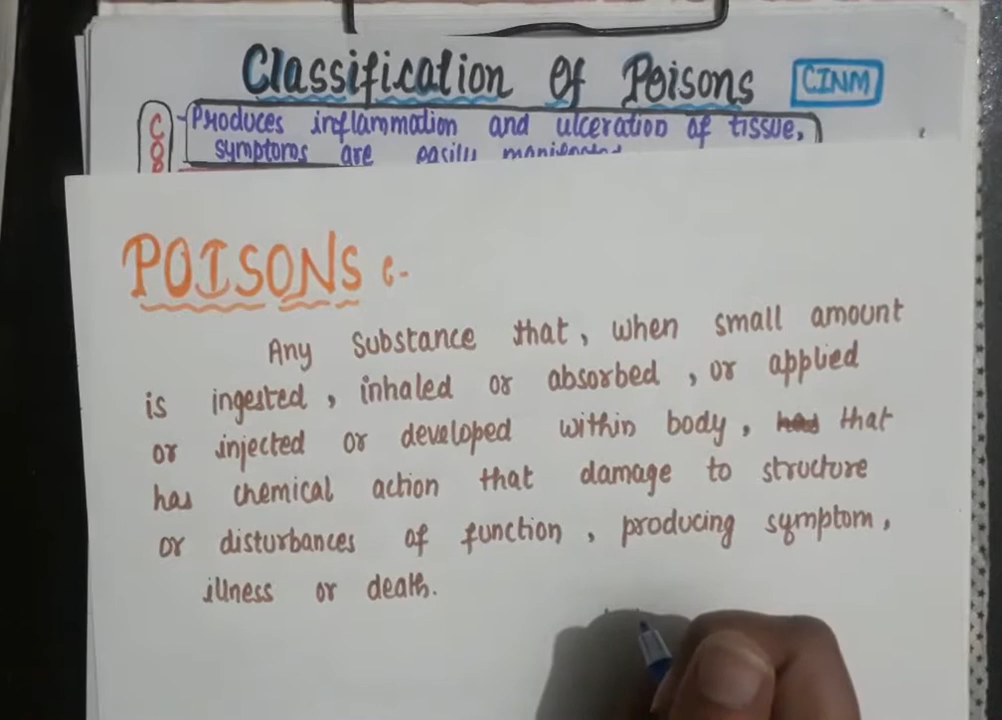 Classification of Poisons CINM
Produces inflammation and ulceration of tissue,
symptoms are easily
POISONS :-
Any substance that, when small amount
is ingested, inhaled or absorbed, or applied
or injected or developed within body, has that
has chemical action that damage to structure
or disturbances of function, producing symptom,
illness or death.